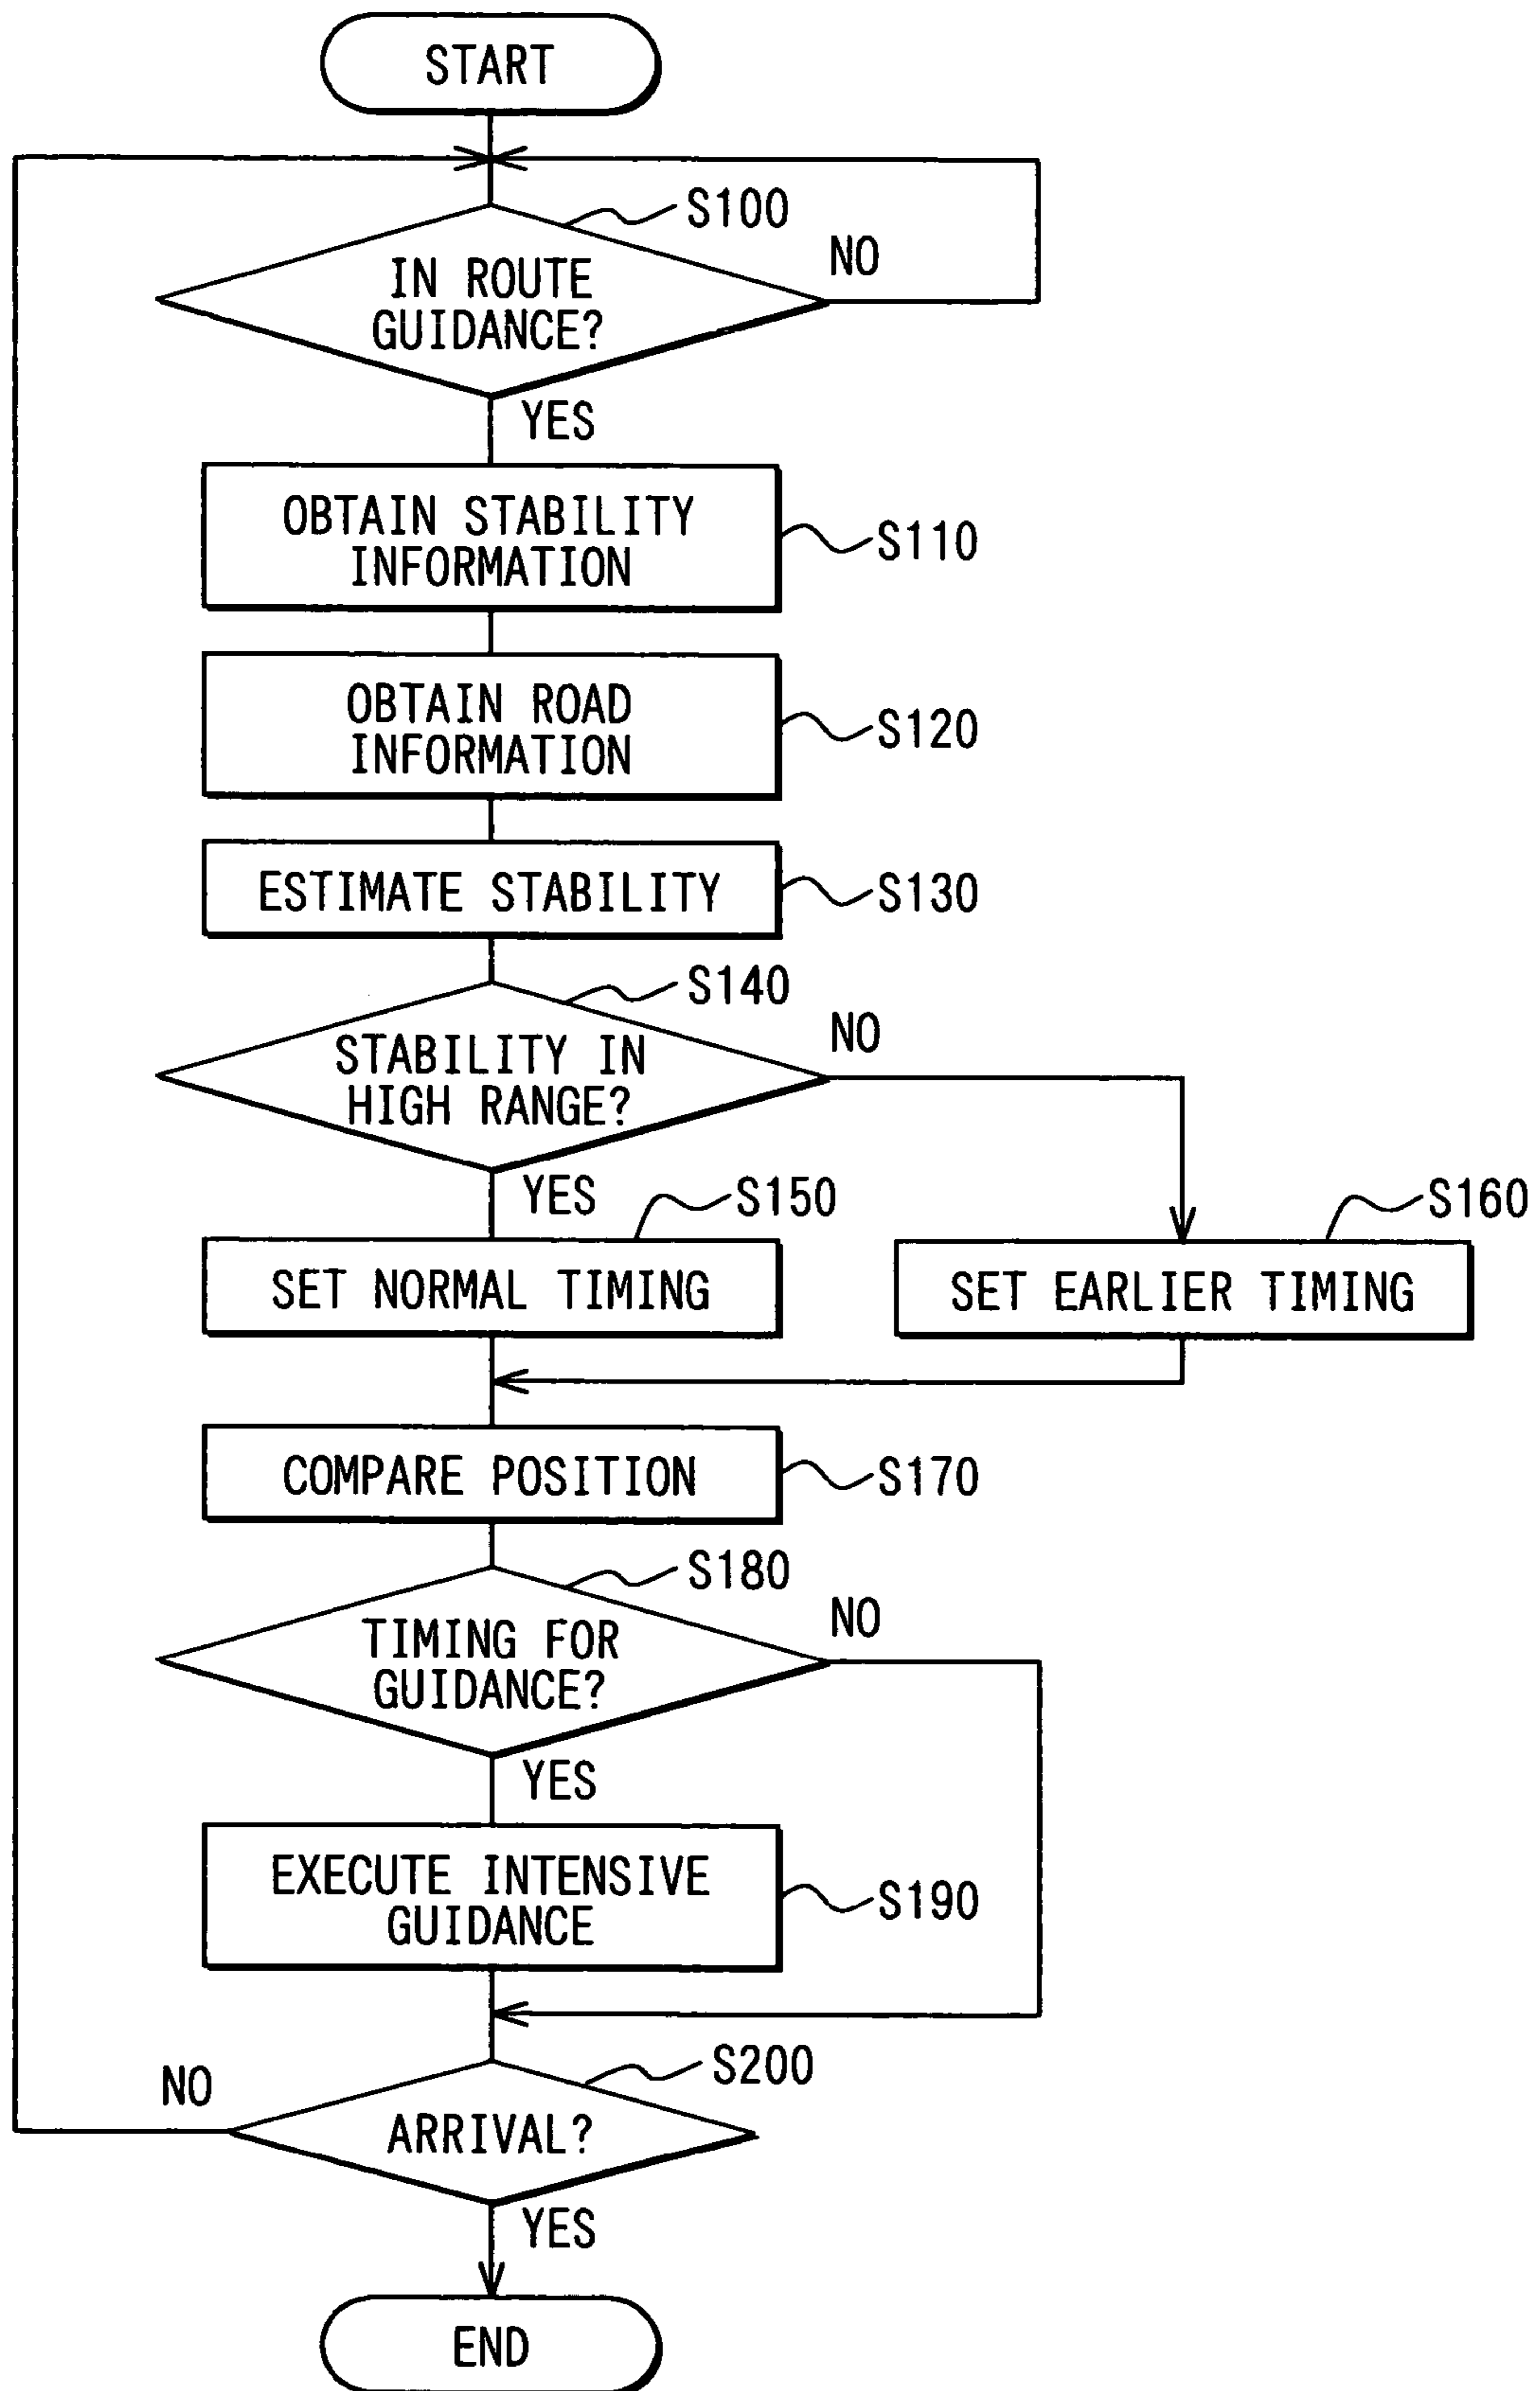 START
S100
NO
IN ROUTE
GUIDANCE?
YES
OBTAIN STABILITY
INFORMATION
S110
OBTAIN ROAD
INFORMATION
S120
ESTIMATE STABILITY
S130
S140
NO
STABILITY IN
HIGH RANGE?
YES
S150
S160
SET NORMAL TIMING
SET EARLIER TIMING
COMPARE POSITION
S170
S180
NO
TIMING FOR
GUIDANCE?
YES
EXECUTE INTENSIVE
GUIDANCE
S190
S200
NO
ARRIVAL?
YES
END